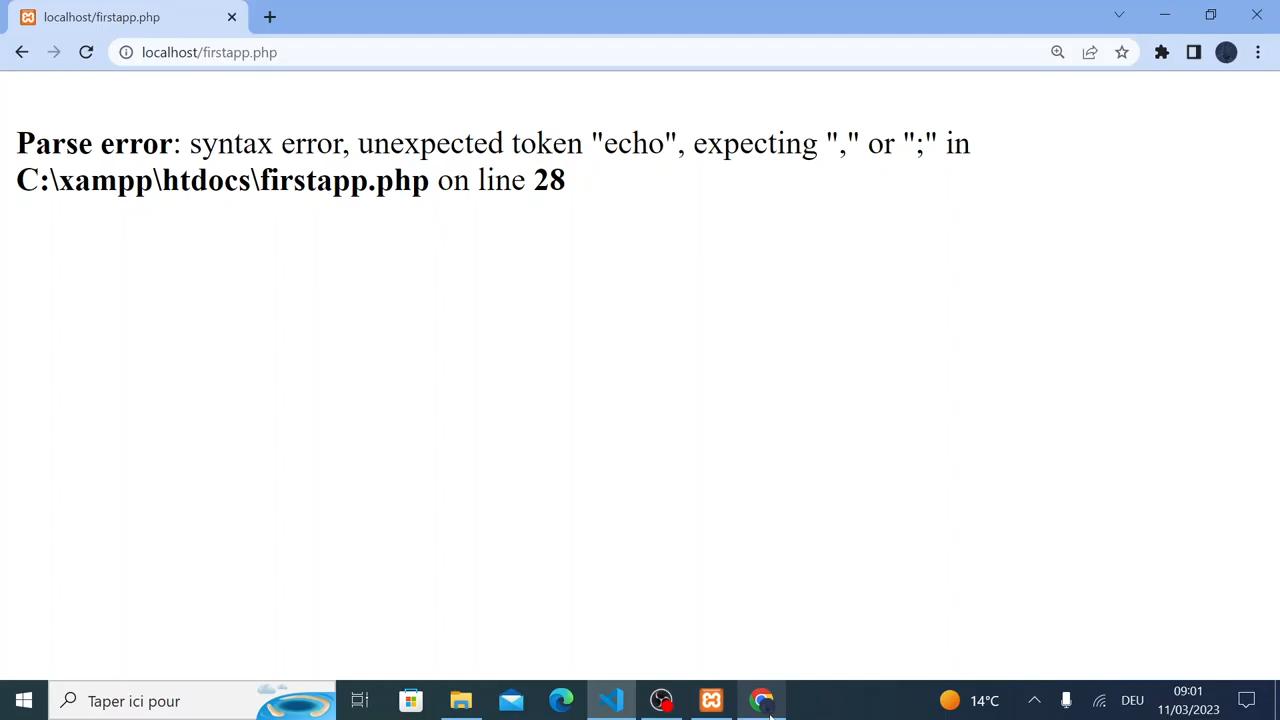 localhost/firstapp.php
localhost/firstapp.php
Parse error: syntax error, unexpected token "echo", expecting "," or ";" in
C:\xampp\htdocs\firstapp.php on line 28
Taper ici pour
14°C
DEU
09:01
11/03/2023